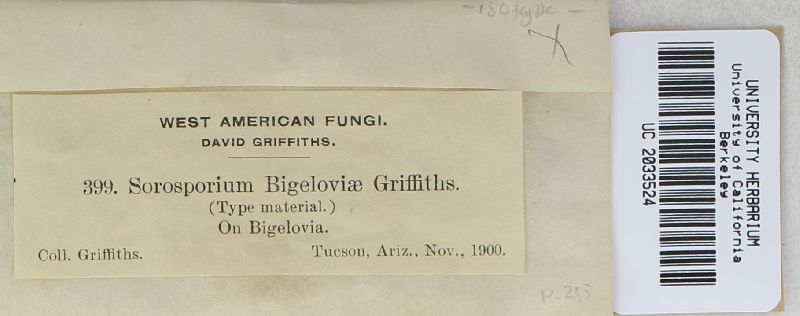 WEST AMERICAN FUNGI.
DAVID GRIFFITHS.
399. Sorosporium Bigeloviæ Griffiths.
(Type material.)
On Bigelovia.
Coll. Griffiths. Tucson, Ariz., Nov., 1900.
p. 255
UNIVERSITY HERBARIUM
University of California
Berkeley
UC 2033524